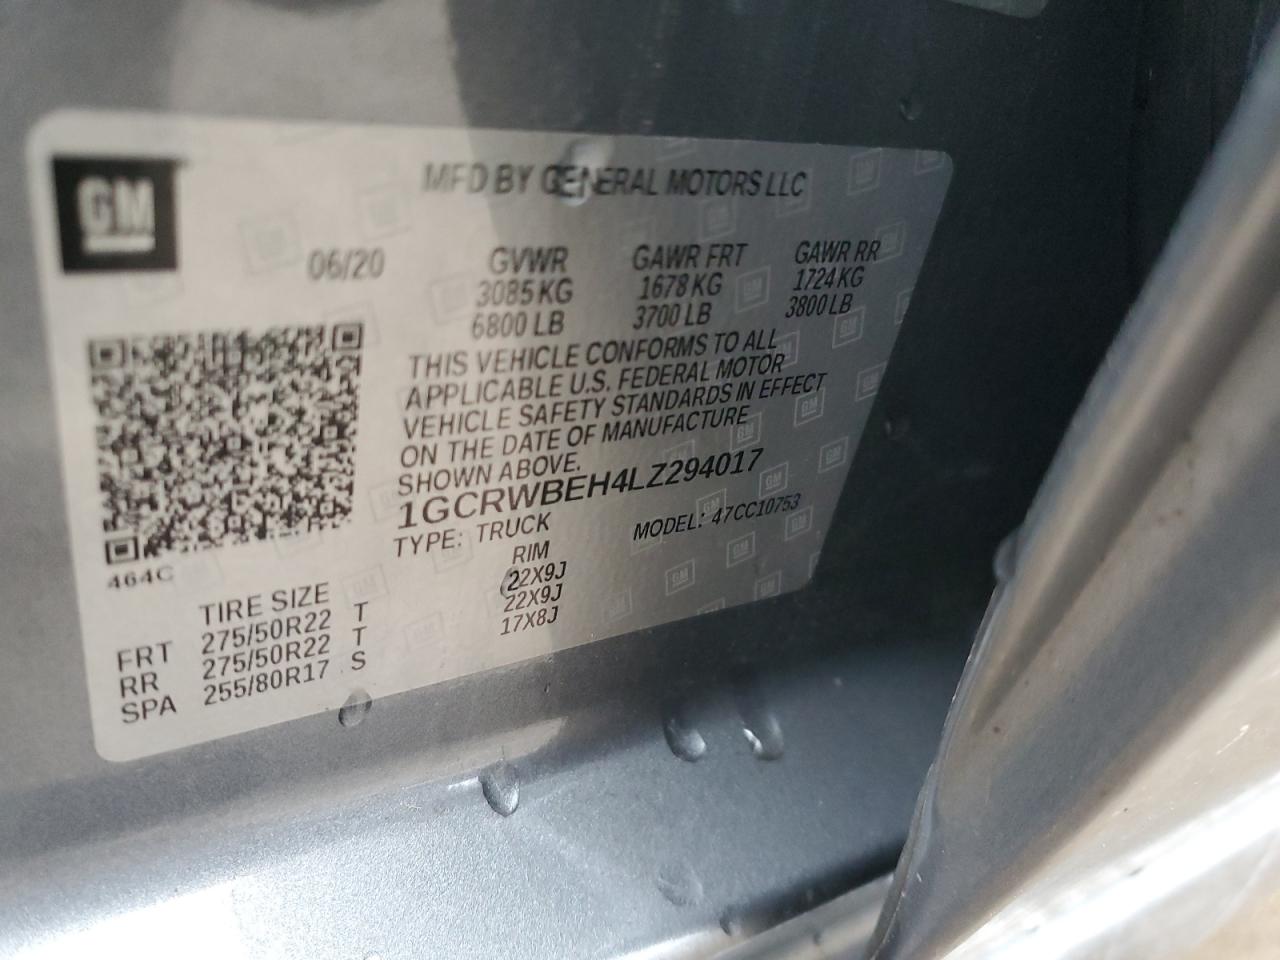 GM
MFD BY GENERAL MOTORS LLC
06/20 GVWR GAWR FRT GAWR RR
3085 KG 1678 KG 1724 KG
6800 LB 3700 LB 3800 LB
THIS VEHICLE CONFORMS TO ALL
APPLICABLE U.S. FEDERAL MOTOR
VEHICLE SAFETY STANDARDS IN EFFECT
ON THE DATE OF MANUFACTURE
SHOWN ABOVE.
1GCRWBEH4LZ294017
TYPE: TRUCK MODEL: 47CC10753
464C
TIRE SIZE RIM
FRT 275/50R22 T 22X9J
RR 275/50R22 T 22X9J
SPA 255/80R17 S 17X8J